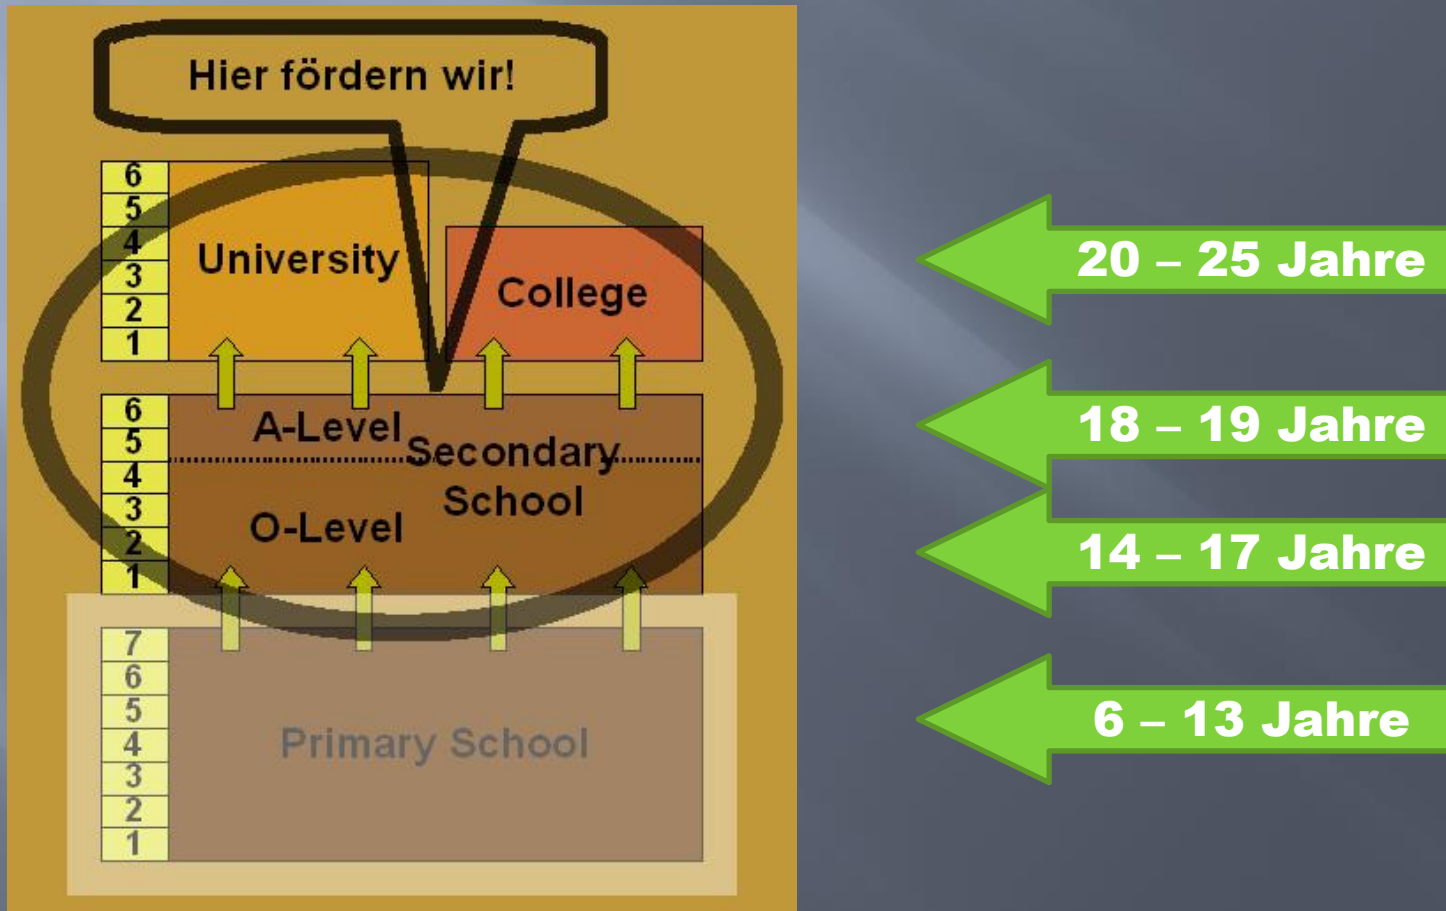 Hier fördern wir!
6
5
4
3
2
1
University
College
20 – 25 Jahre
6
5
4
3
2
1
A-Level
Secondary
School
O-Level
18 – 19 Jahre
14 – 17 Jahre
7
6
5
4
3
2
1
Primary School
6 – 13 Jahre